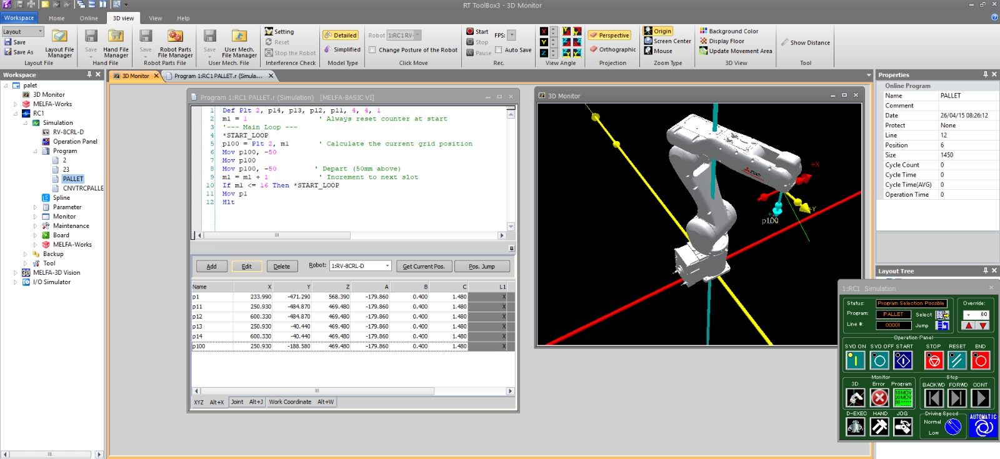 RT ToolBox3 - 3D Monitor
Workspace Home Online 3D view View Help
Layout
Save
Save As
Layout File Manager
Layout File
Save
Hand File Manager
Hand File
Save
Robot Parts File Manager
Robot Parts File
Save
User Mech. File Manager
User Mech. File
Setting
Reset
Stop the Robot
Interference Check
Detailed
Simplified
Model Type
Robot 1:RC1 RV-
Change Posture of the Robot
Click Move
Start FPS:
Stop Auto Save
Pause
Rec.
X Y Z
View Angle
Perspective
Orthographic
Projection
Origin
Screen Center
Mouse
Zoom Type
Background Color
Display Floor
Update Movement Area
3D View
Show Distance
Tool
Workspace
palet
3D Monitor
MELFA-Works
RC1
Simulation
RV-8CRL-D
Operation Panel
Program
2
23
PALLET
CNVTRCPALLE
Spline
Parameter
Monitor
Maintenance
Board
MELFA-Works
Backup
Tool
MELFA-3D Vision
I/O Simulator
3D Monitor
Program 1:RC1 PALLET.r (Simula...
Program 1:RC1 PALLET.r (Simulation) [MELFA-BASIC VI]
1 Def Plt 2, p14, p13, p12, p11, 4, 4, 1
2 m1 = 1 ' Always reset counter at start
3 '--- Main Loop ---
4 *START_LOOP
5 p100 = Plt 2, m1 ' Calculate the current grid position
6 Mov p100, -50
7 Mov p100
8 Mov p100, -50 ' Depart (50mm above)
9 m1 = m1 + 1 ' Increment to next slot
10 If m1 <= 16 Then *START_LOOP
11 Mov p1
12 Hlt
Add Edit Delete Robot: 1:RV-8CRL-D Get Current Pos. Pos. Jump
Name X Y Z A B C L1
p1 233.990 -471.290 568.390 -179.860 0.400 1.480 X
p11 250.930 -484.870 469.480 -179.860 0.400 1.480 X
p12 600.330 -484.870 469.480 -179.860 0.400 1.480 X
p13 250.930 -40.440 469.480 -179.860 0.400 1.480 X
p14 600.330 -40.440 469.480 -179.860 0.400 1.480 X
p100 250.930 -188.580 469.480 -179.860 0.400 1.480 X
XYZ Alt+X Joint Alt+J Work Coordinate Alt+W
3D Monitor
+X
+Y
p100
Properties
Online Program
Name PALLET
Comment
Date 26/04/15 08:26:12
Protect None
Line 12
Position 6
Size 1450
Cycle Count 0
Cycle Time 0
Cycle Time(AVG) 0
Operation Time 0
Layout Tree
1:RC1 Simulation
Status: Program Selection Possible Override:
Program: PALLET Select 80
Line #: 00001 Jump
Operation Panel
SVO ON SVO OFF START STOP RESET END
Monitor
3D Error Program
Step
BACKWD FORWD CONT
D-EXEC HAND JOG
Driving Speed
Normal
Low
AUTOMATIC